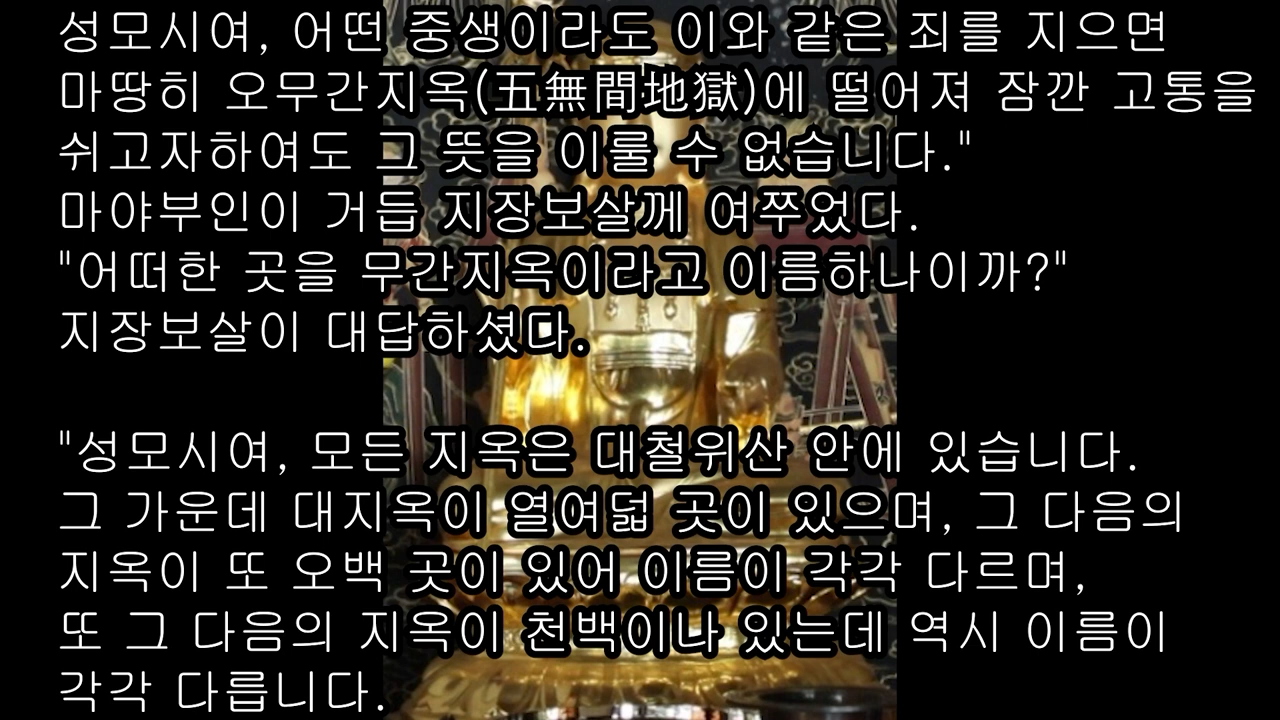 성모시여, 어떤 중생이라도 이와 같은 죄를 지으면
마땅히 오무간지옥(五無間地獄)에 떨어져 잠깐 고통을
쉬고자하여도 그 뜻을 이룰 수 없습니다."
마야부인이 거듭 지장보살께 여쭈었다.
"어떠한 곳을 무간지옥이라고 이름하나이까?"
지장보살이 대답하셨다.
"성모시여, 모든 지옥은 대철위산 안에 있습니다.
그 가운데 대지옥이 열여덟 곳이 있으며, 그 다음의
지옥이 또 오백 곳이 있어 이름이 각각 다르며,
또 그 다음의 지옥이 천백이나 있는데 역시 이름이
각각 다릅니다.